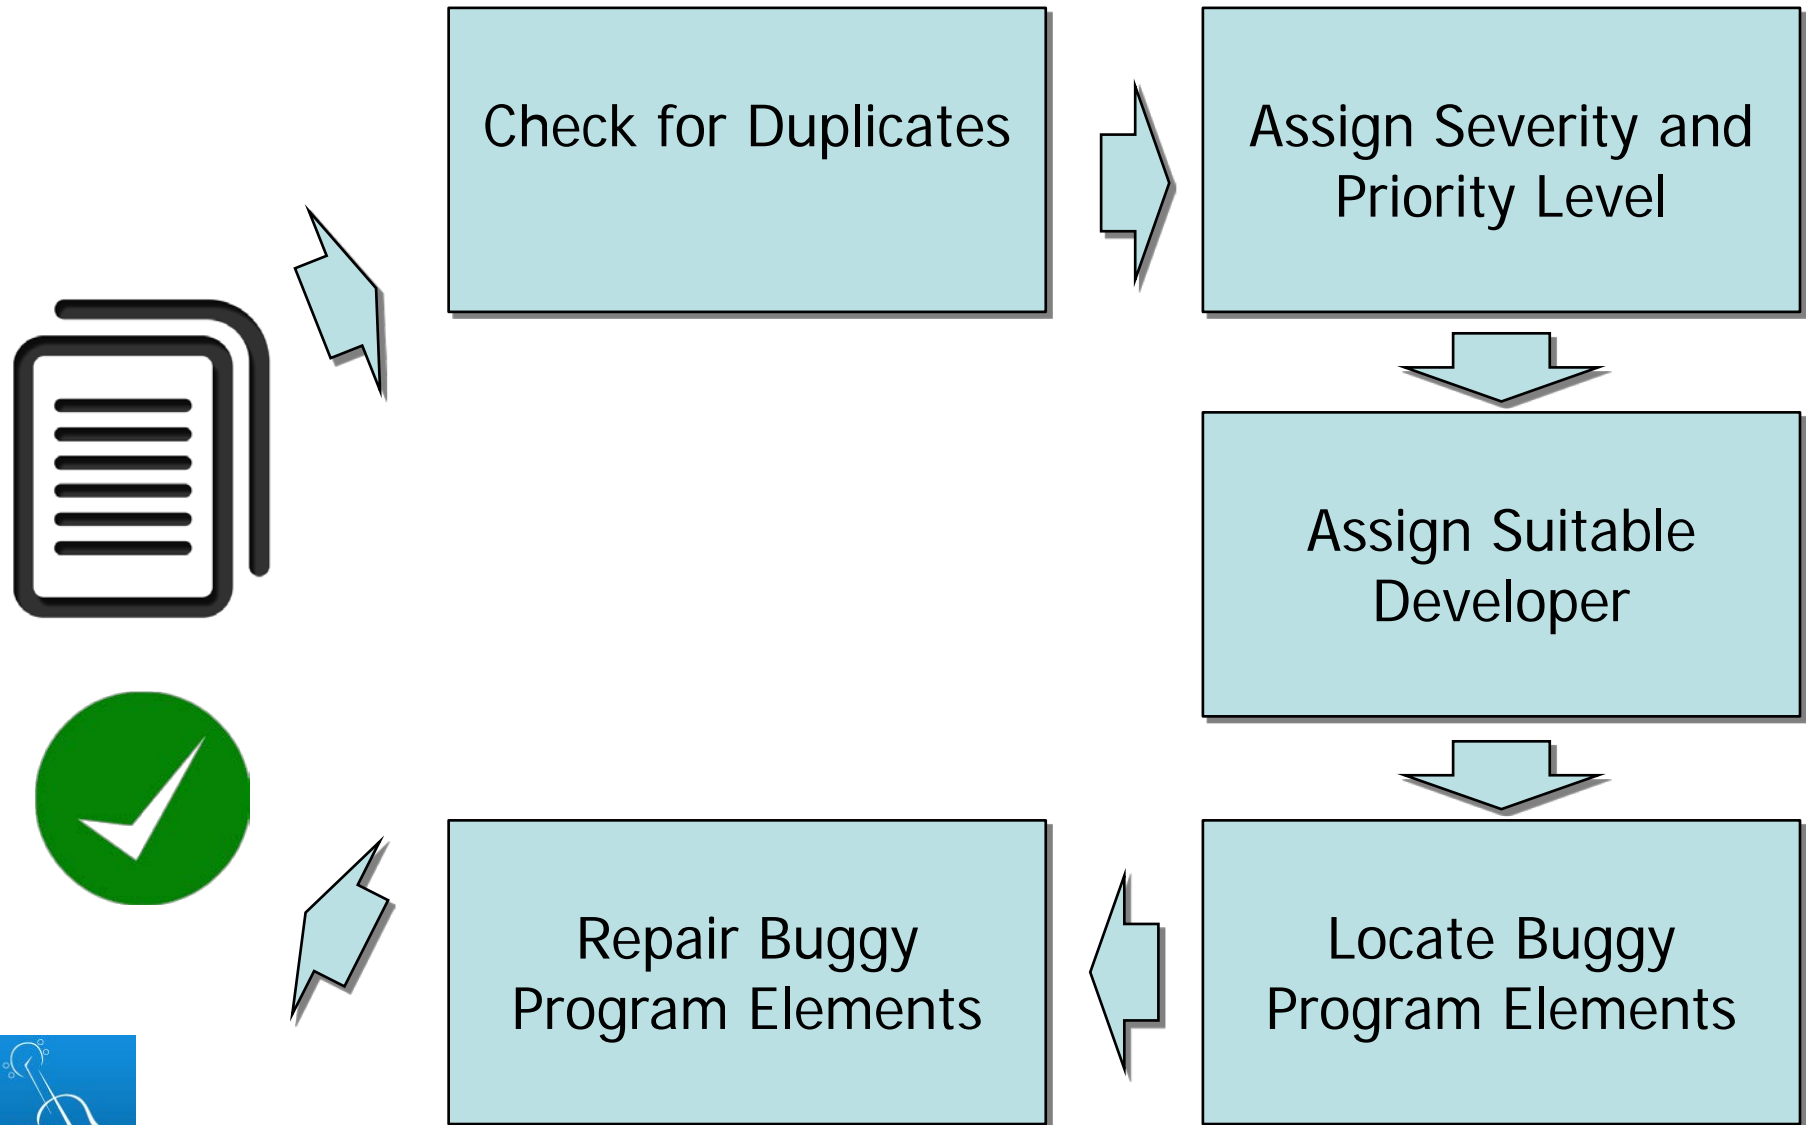 Check for Duplicates
Assign Severity and
Priority Level
Assign Suitable
Developer
Locate Buggy
Program Elements
Repair Buggy
Program Elements